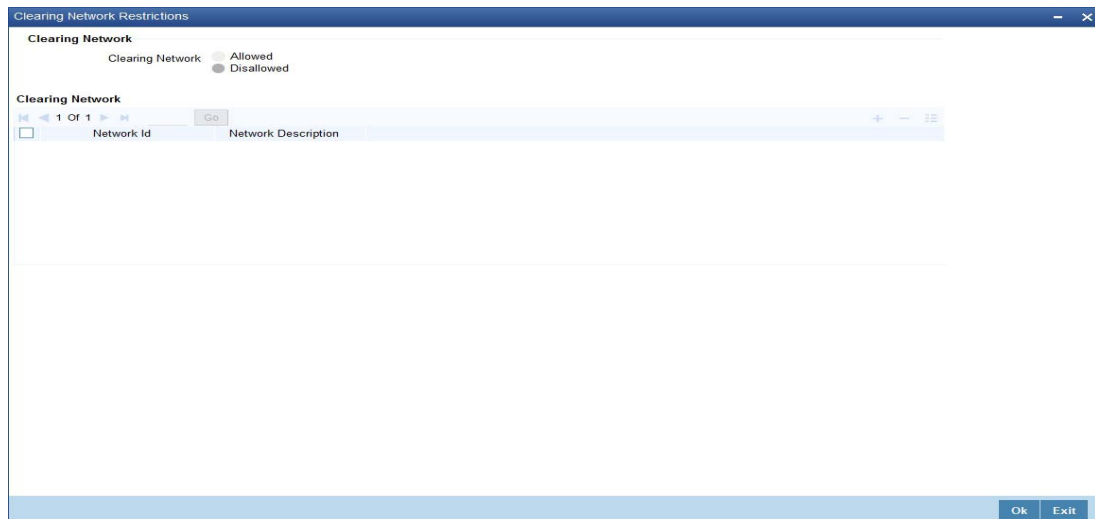 Clearing Network Restrictions
Clearing Network
Clearing Network Allowed
Disallowed
Clearing Network
1 Of 1 Go
Network Id Network Description
Ok Exit